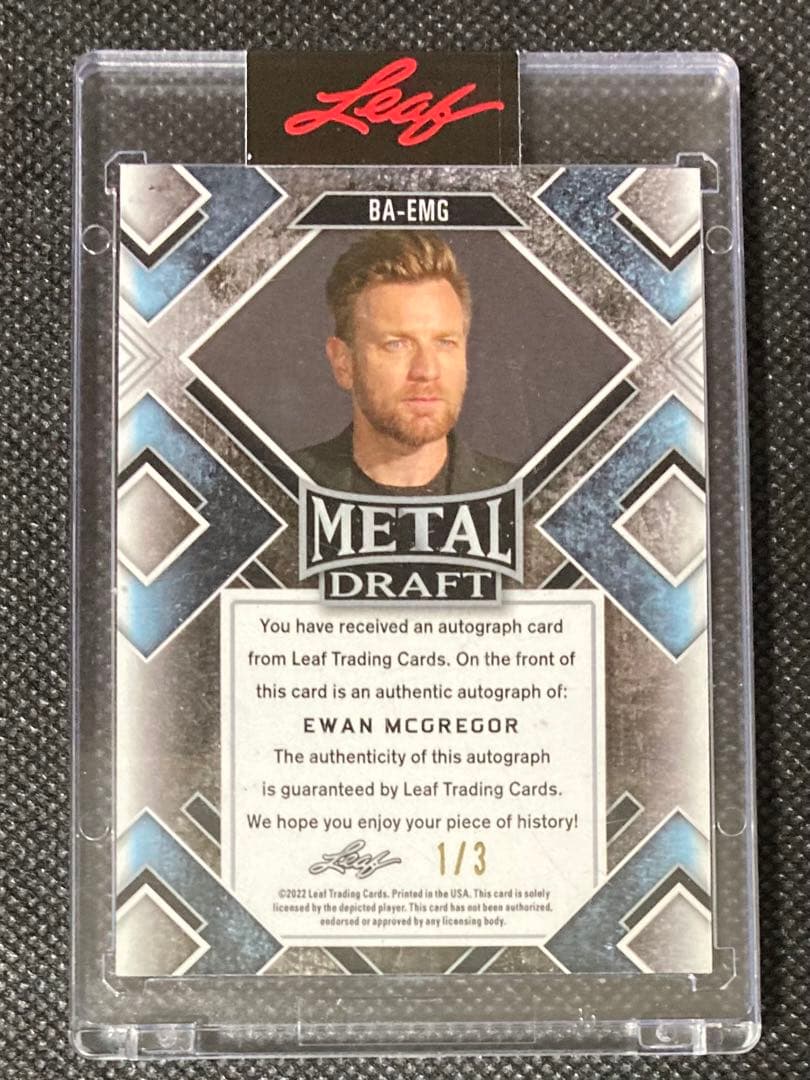 Leaf
BA-EMG
METAL
DRAFT
You have received an autograph card
from Leaf Trading Cards. On the front of
this card is an authentic autograph of:
EWAN MCGREGOR
The authenticity of this autograph
is guaranteed by Leaf Trading Cards.
We hope you enjoy your piece of history!
Leaf 1/3
©2022 Leaf Trading Cards. Printed in the USA. This card is solely
licensed by the depicted player. This card has not been authorized,
endorsed or approved by any licensing body.